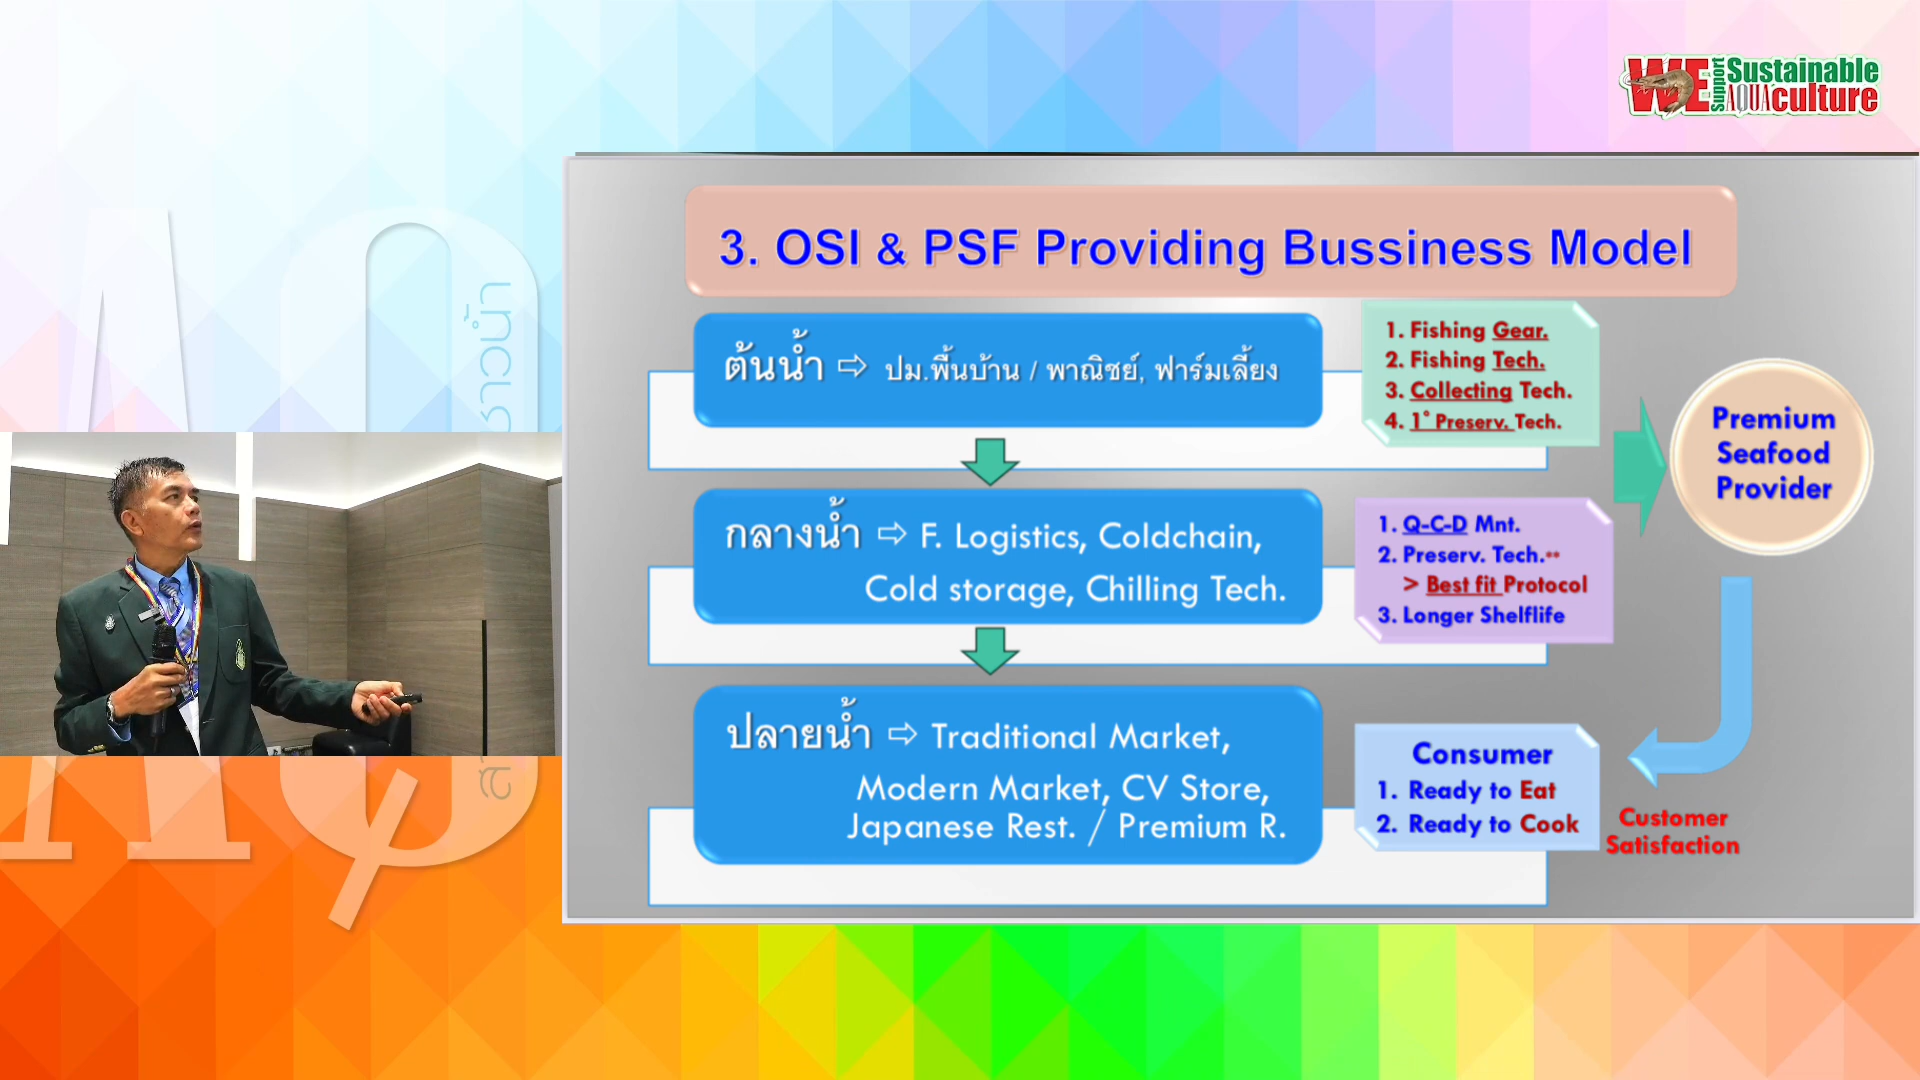 WE Support Sustainable
AQUAculture
3. OSI & PSF Providing Bussiness Model
ต้นน้ำ ⇨ ปม.พื้นบ้าน / พาณิชย์, ฟาร์มเลี้ยง
1. Fishing Gear.
2. Fishing Tech.
3. Collecting Tech.
4. 1° Preserv. Tech.
Premium
Seafood
Provider
กลางน้ำ ⇨ F. Logistics, Coldchain,
Cold storage, Chilling Tech.
1. Q-C-D Mnt.
2. Preserv. Tech.**
> Best fit Protocol
3. Longer Shelflife
ปลายน้ำ ⇨ Traditional Market,
Modern Market, CV Store,
Japanese Rest. / Premium R.
Consumer
1. Ready to Eat
2. Ready to Cook
Customer
Satisfaction
ชาวน้ำ